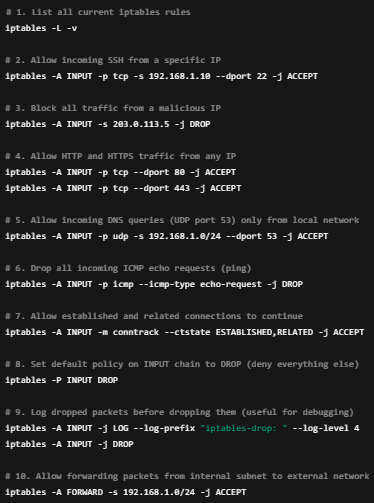 # 1. List all current iptables rules
iptables -L -v
# 2. Allow incoming SSH from a specific IP
iptables -A INPUT -p tcp -s 192.168.1.10 --dport 22 -j ACCEPT
# 3. Block all traffic from a malicious IP
iptables -A INPUT -s 203.0.113.5 -j DROP
# 4. Allow HTTP and HTTPS traffic from any IP
iptables -A INPUT -p tcp --dport 80 -j ACCEPT
iptables -A INPUT -p tcp --dport 443 -j ACCEPT
# 5. Allow incoming DNS queries (UDP port 53) only from local network
iptables -A INPUT -p udp -s 192.168.1.0/24 --dport 53 -j ACCEPT
# 6. Drop all incoming ICMP echo requests (ping)
iptables -A INPUT -p icmp --icmp-type echo-request -j DROP
# 7. Allow established and related connections to continue
iptables -A INPUT -m conntrack --ctstate ESTABLISHED,RELATED -j ACCEPT
# 8. Set default policy on INPUT chain to DROP (deny everything else)
iptables -P INPUT DROP
# 9. Log dropped packets before dropping them (useful for debugging)
iptables -A INPUT -j LOG --log-prefix "iptables-drop: " --log-level 4
iptables -A INPUT -j DROP
# 10. Allow forwarding packets from internal subnet to external network
iptables -A FORWARD -s 192.168.1.0/24 -j ACCEPT